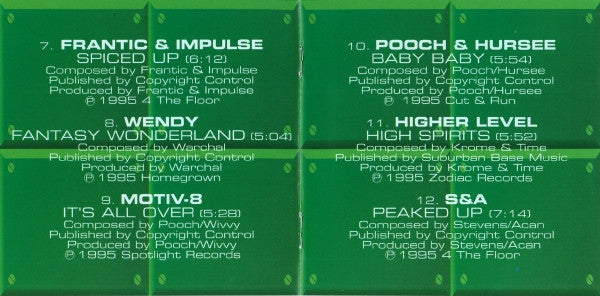 7. FRANTIC & IMPULSE
SPICED UP (6:12)
Composed by Frantic & Impulse
Published by Copyright Control
Produced by Frantic & Impulse
℗ 1995 4 The Floor
8. WENDY
FANTASY WONDERLAND (5:04)
Composed by Warchal
Published by Copyright Control
Produced by Warchal
℗ 1995 Homegrown
9. MOTIV-8
IT'S ALL OVER (5:28)
Composed by Pooch/Wivvy
Published by Copyright Control
Produced by Pooch/Wivvy
℗ 1995 Spotlight Records
10. POOCH & HURSEE
BABY BABY (5:54)
Composed by Pooch/Hursee
Published by Copyright Control
Produced by Pooch/Hursee
℗ 1995 Cut & Run
11. HIGHER LEVEL
HIGH SPIRITS (5:52)
Composed by Krome & Time
Published by Suburban Base Music
Produced by Krome & Time
℗ 1995 Zodiac Records
12. S&A
PEAKED UP (7:14)
Composed by Stevens/Acan
Published by Copyright Control
Produced by Stevens/Acan
℗ 1995 4 The Floor